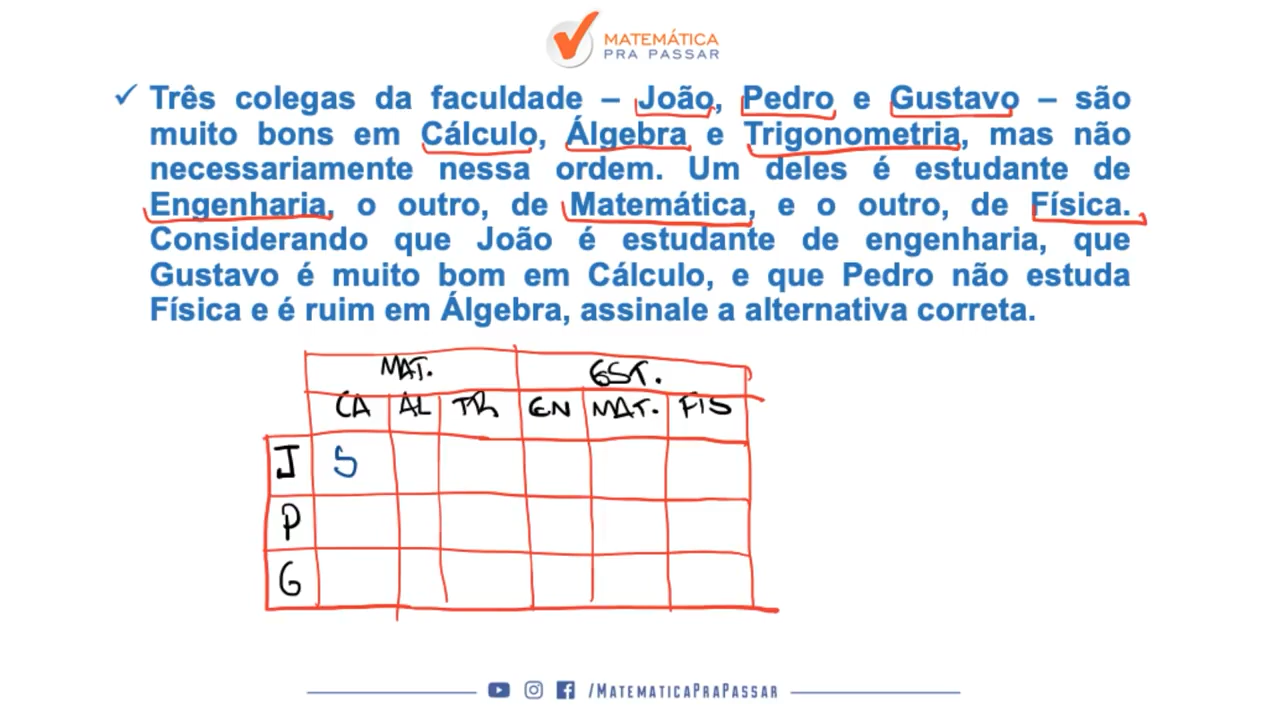 MATEMÁTICA
PRA PASSAR
✓ Três colegas da faculdade – João, Pedro e Gustavo – são
muito bons em Cálculo, Álgebra e Trigonometria, mas não
necessariamente nessa ordem. Um deles é estudante de
Engenharia, o outro, de Matemática, e o outro, de Física.
Considerando que João é estudante de engenharia, que
Gustavo é muito bom em Cálculo, e que Pedro não estuda
Física e é ruim em Álgebra, assinale a alternativa correta.
MAT. EST.
CA AL TR EN MAT. FIS
J S
P
G
/MATEMATICAPRAPASSAR